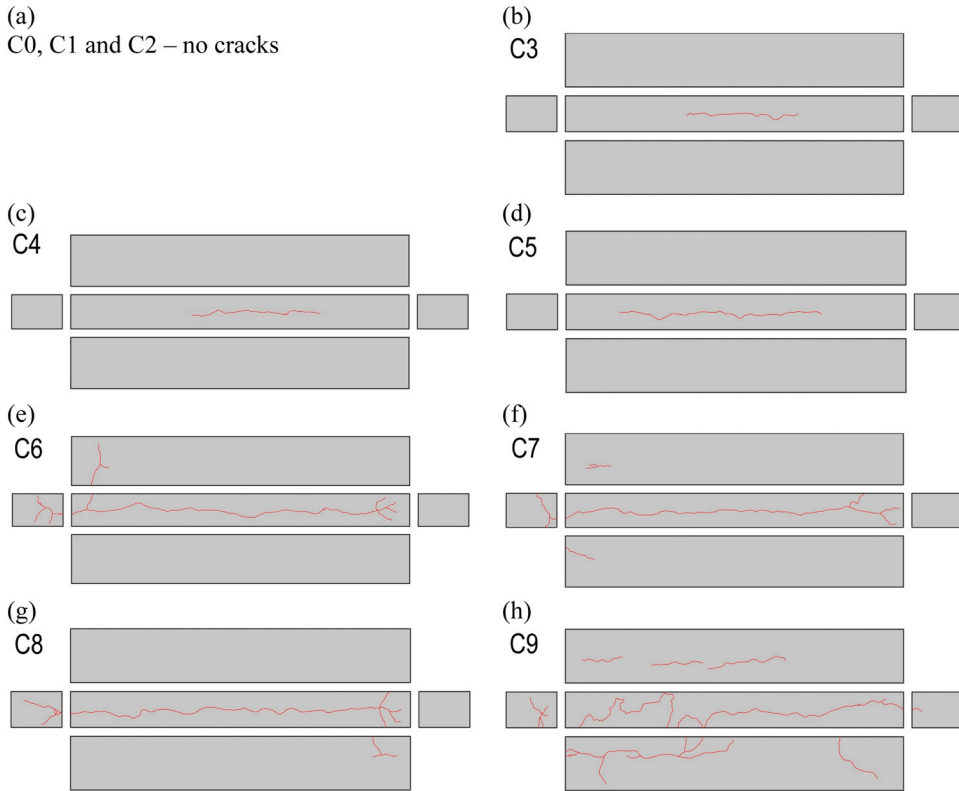 (a)
C0, C1 and C2 – no cracks
(b)
C3
(c)
C4
(d)
C5
(e)
C6
(f)
C7
(g)
C8
(h)
C9